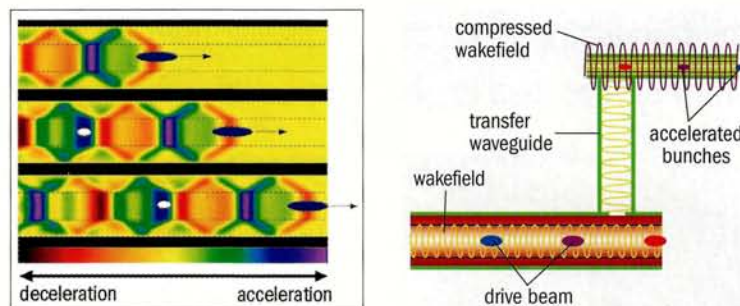 deceleration
acceleration
compressed
wakefield
transfer
waveguide
accelerated
bunches
wakefield
drive beam